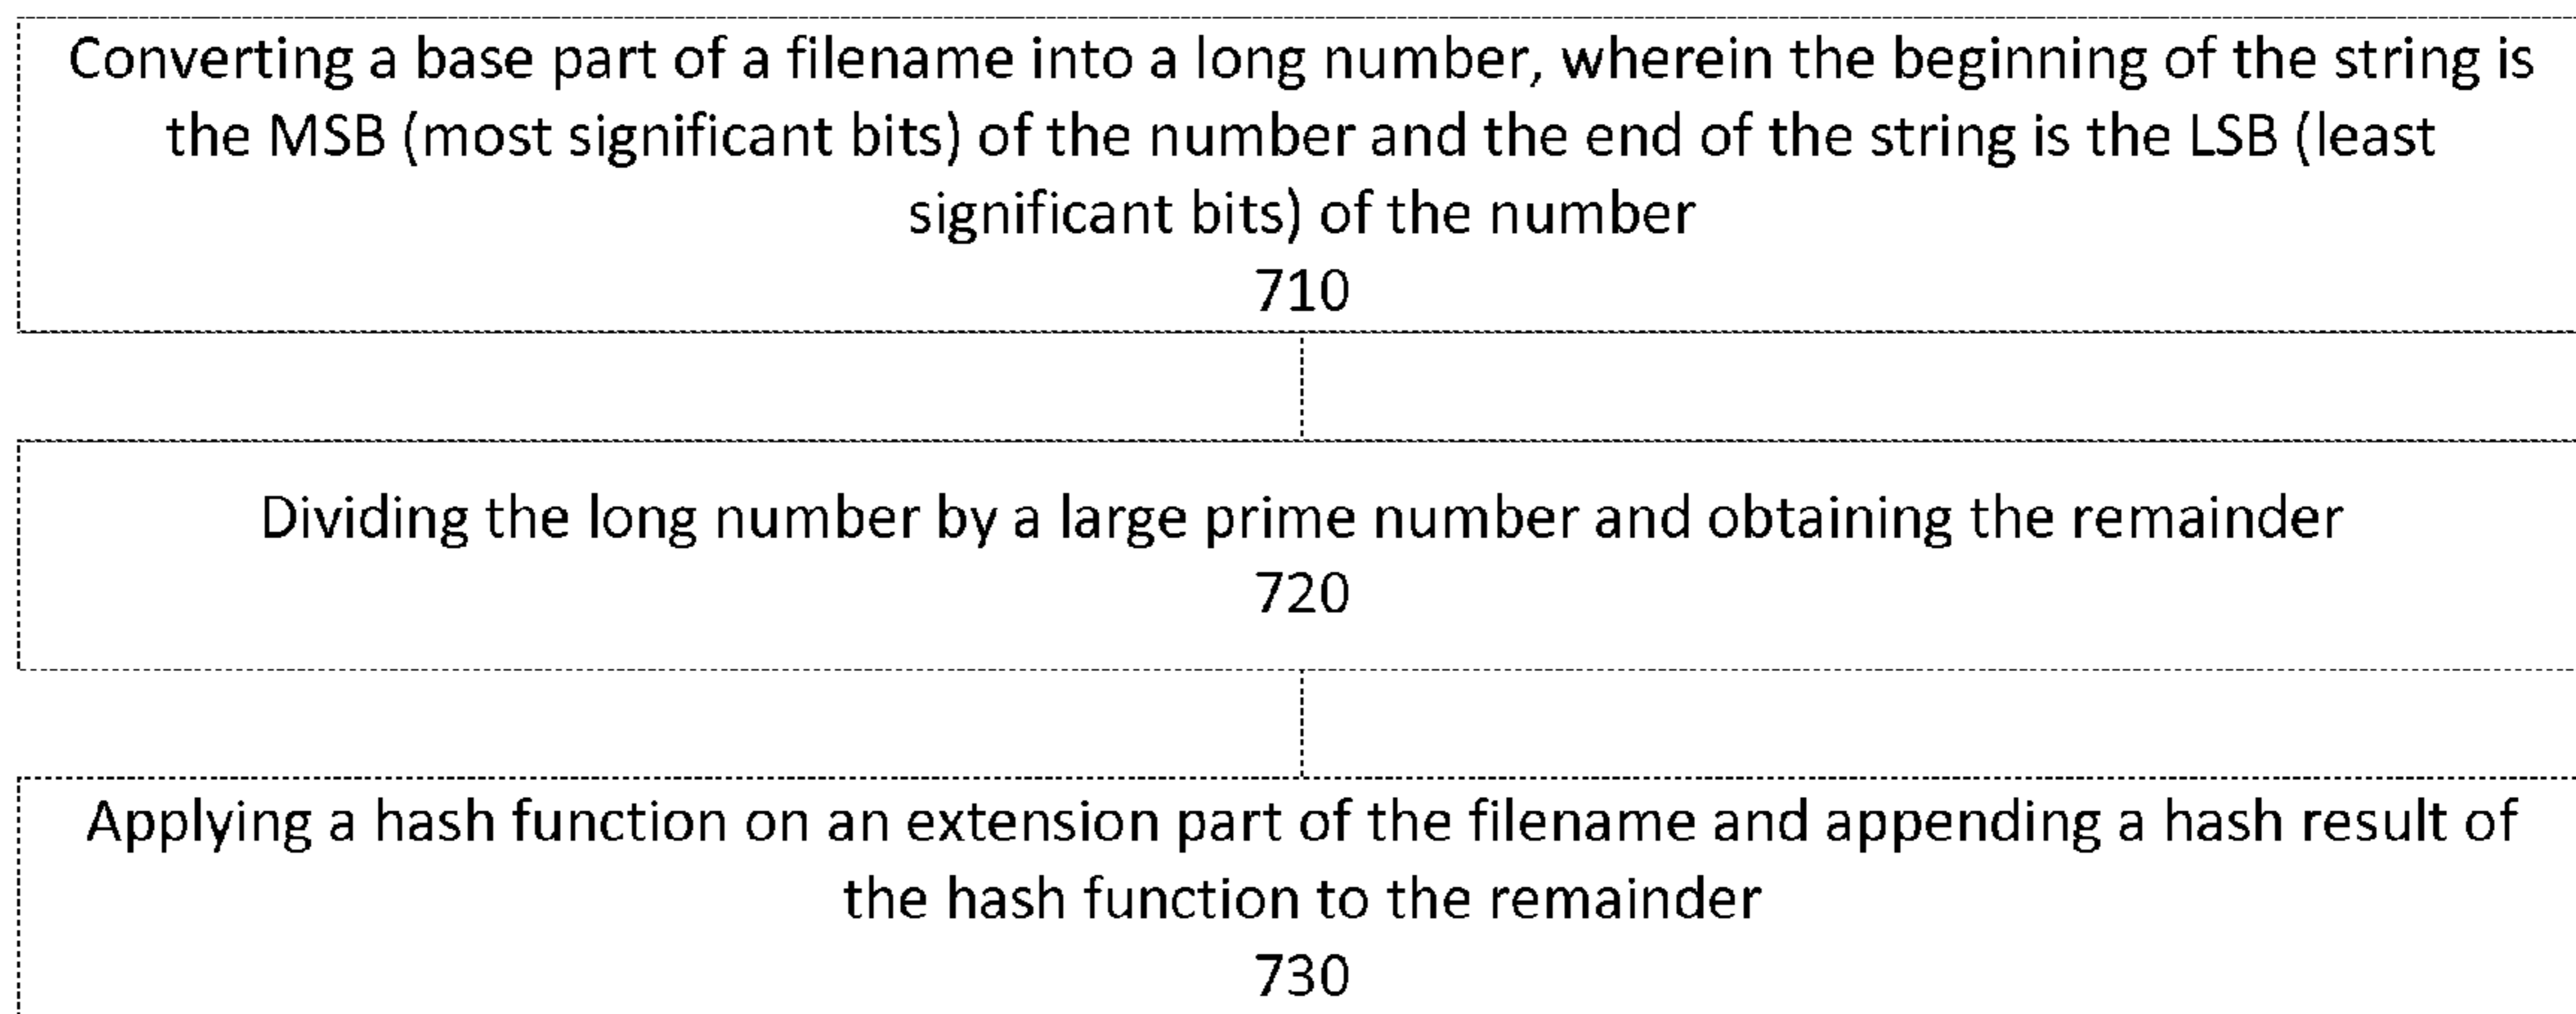 Converting a base part of a filename into a long number, wherein the beginning of the string is
the MSB (most significant bits) of the number and the end of the string is the LSB (least
significant bits) of the number
710
Dividing the long number by a large prime number and obtaining the remainder
720
Applying a hash function on an extension part of the filename and appending a hash result of
the hash function to the remainder
730